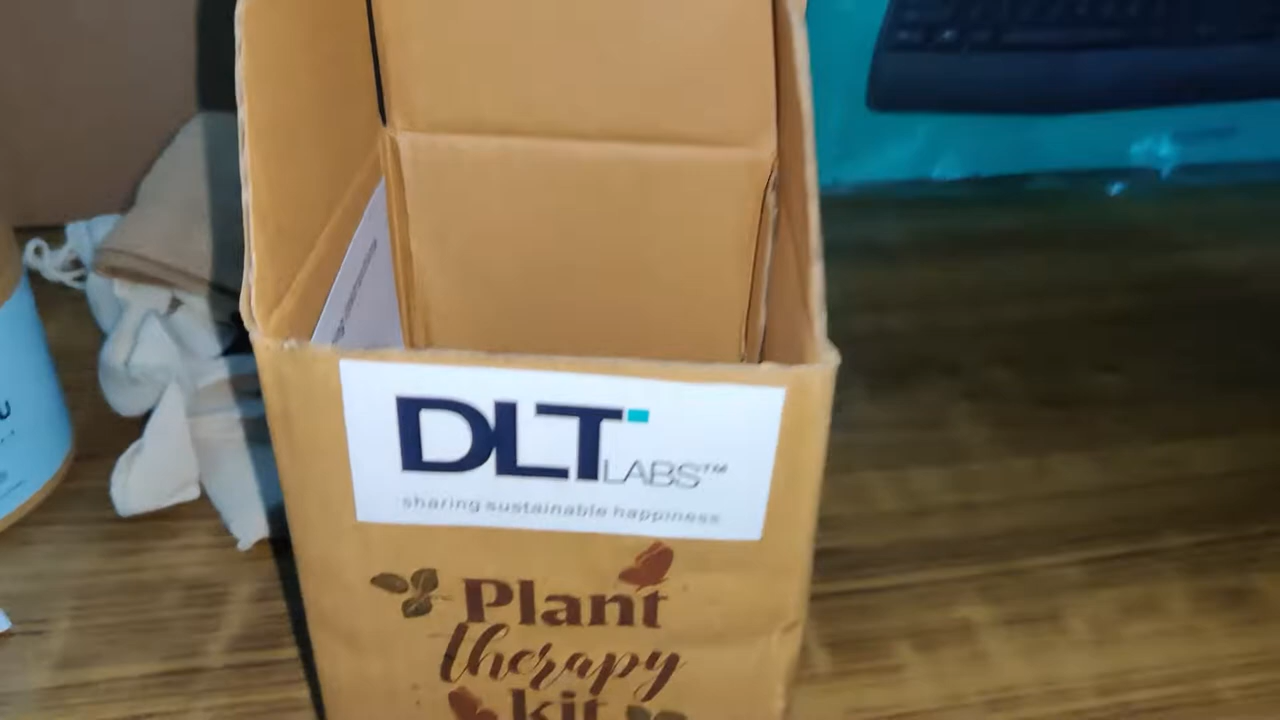 DLT
LABS™
sharing sustainable happiness
Plant
therapy
kit
U